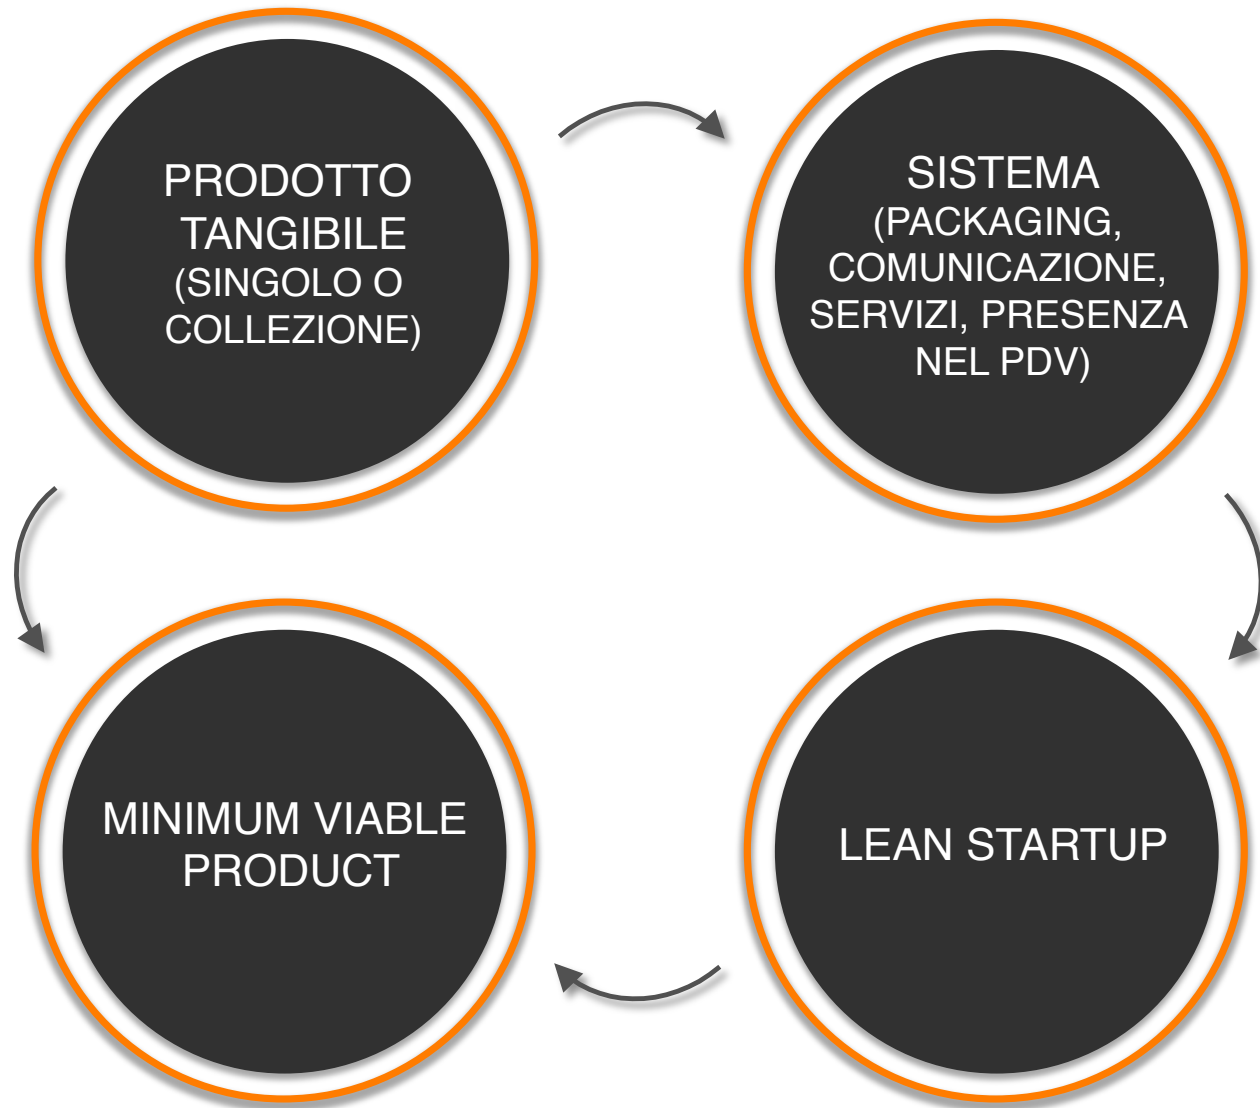 PRODOTTO
TANGIBILE
(SINGOLO O
COLLEZIONE)
SISTEMA
(PACKAGING,
COMUNICAZIONE,
SERVIZI, PRESENZA
NEL PDV)
MINIMUM VIABLE
PRODUCT
LEAN STARTUP